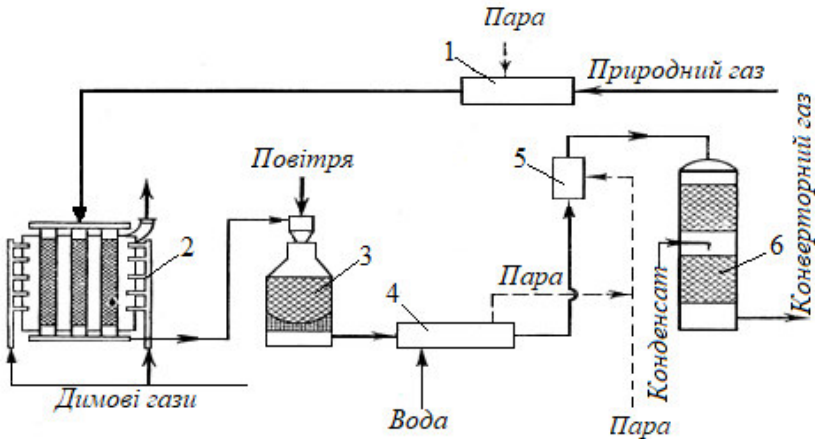 Пара
1
Природний газ
Повітря
5
2
3
6
Пара
4
Конденсат
Конверторний газ
Димові гази
Вода
Пара